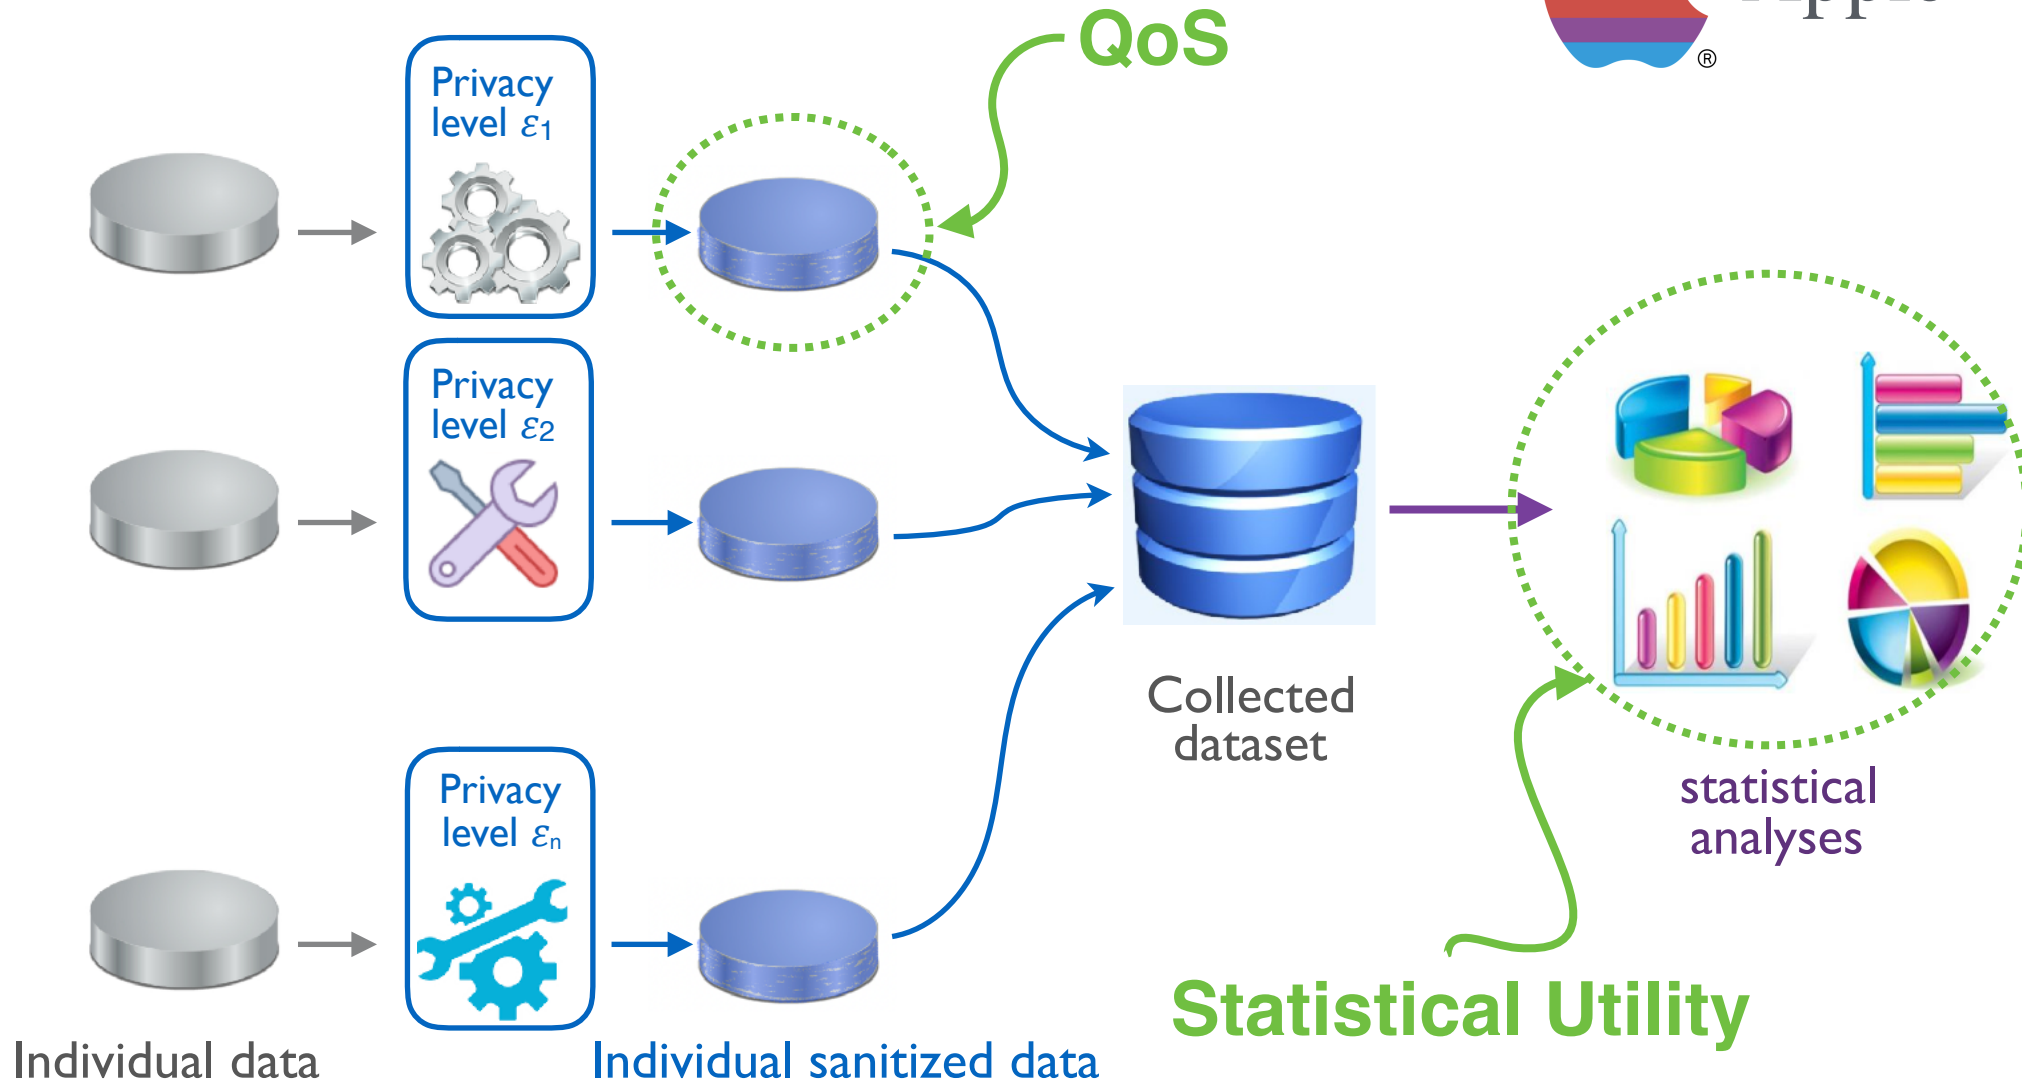 QoS
®
Privacy
level ε1
Privacy
level ε2
Collected
dataset
statistical
analyses
Privacy
level εn
Statistical Utility
Individual data
Individual sanitized data